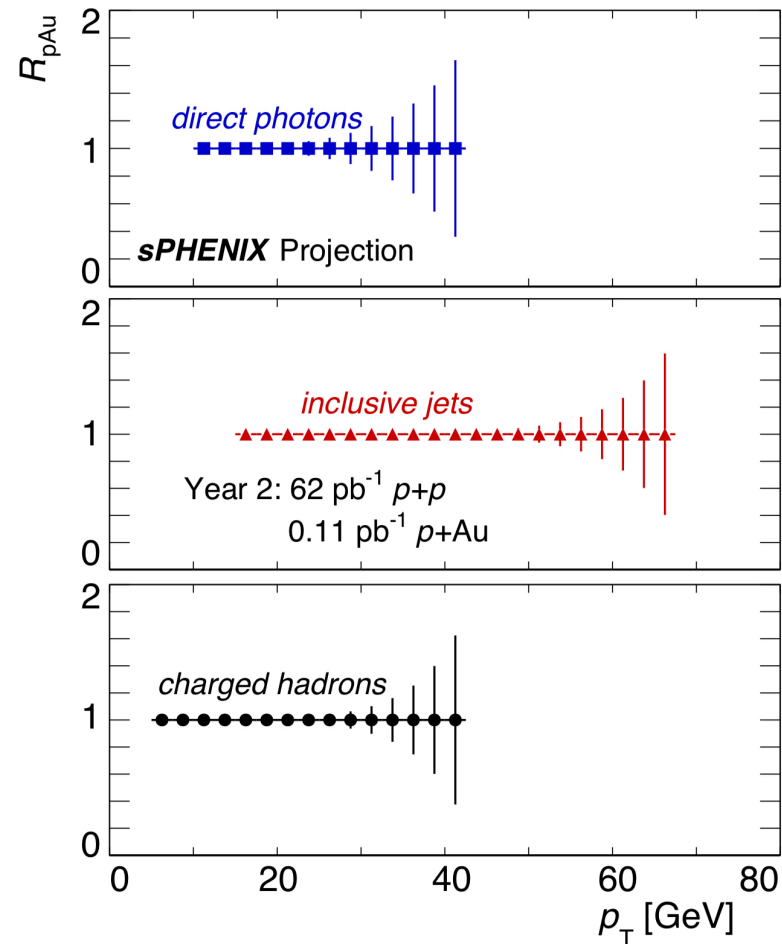 R_pAu
2
direct photons
1
sPHENIX Projection
0
2
inclusive jets
1
Year 2: 62 pb⁻¹ p+p
0.11 pb⁻¹ p+Au
0
2
charged hadrons
1
0
0 20 40 60 80
p_T [GeV]